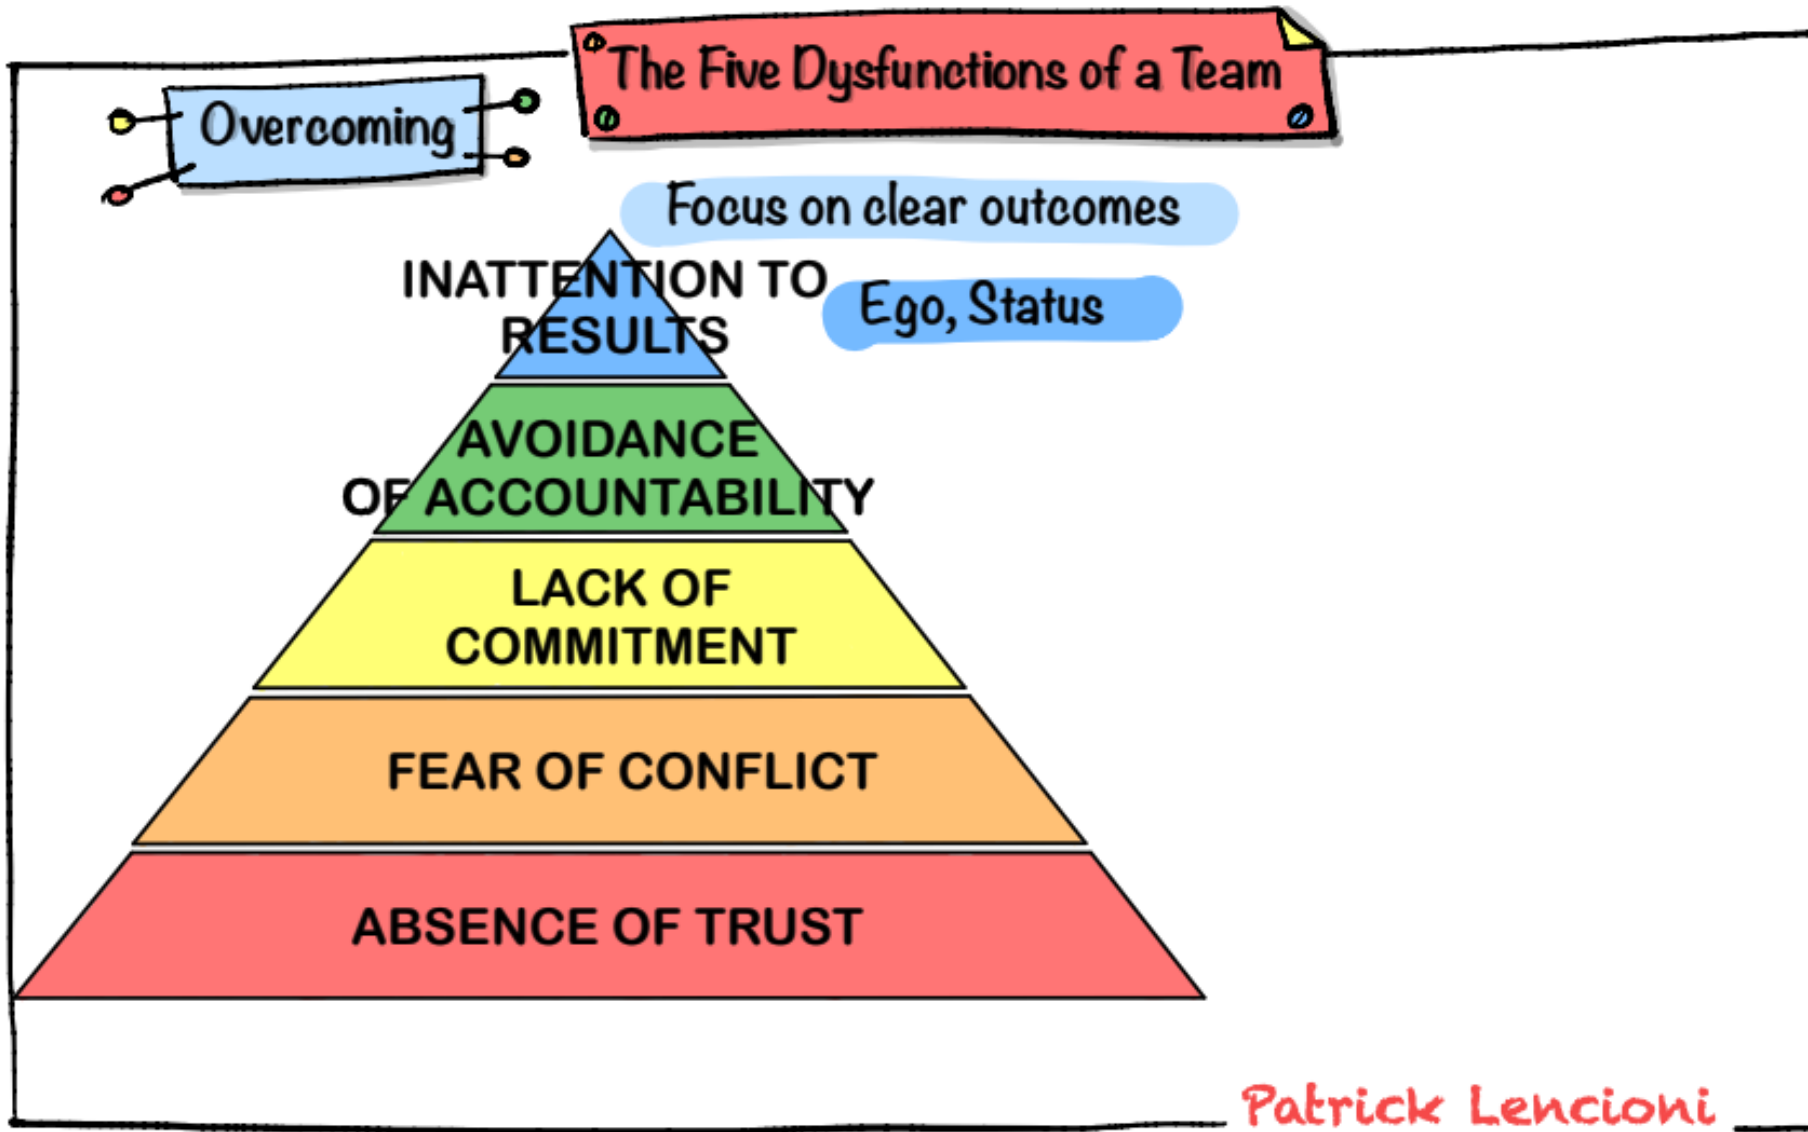 The Five Dysfunctions of a Team
Overcoming
Focus on clear outcomes
INATTENTION TO
RESULTS
Ego, Status
AVOIDANCE
OF ACCOUNTABILITY
LACK OF
COMMITMENT
FEAR OF CONFLICT
ABSENCE OF TRUST
Patrick Lencioni